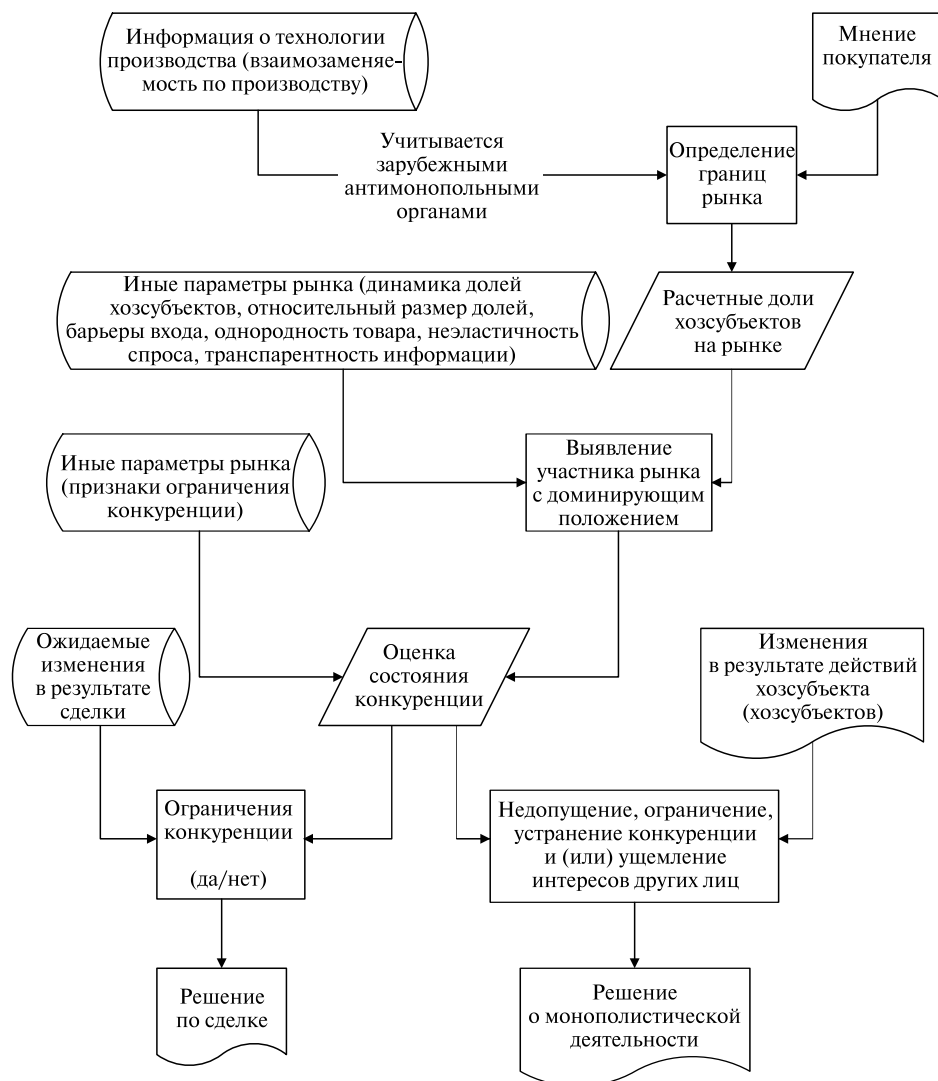 Информация о технологии
производства (взаимозаменяе-
мость по производству)
Мнение
покупателя
Учитывается
зарубежными
антимонопольными
органами
Определение
границ
рынка
Иные параметры рынка (динамика долей
хозсубъектов, относительный размер долей,
барьеры входа, однородность товара, неэластичность
спроса, транспарентность информации)
Расчетные доли
хозсубъектов
на рынке
Иные параметры рынка
(признаки ограничения
конкуренции)
Выявление
участника рынка
с доминирующим
положением
Ожидаемые
изменения
в результате
сделки
Оценка
состояния
конкуренции
Изменения
в результате действий
хозсубъекта
(хозсубъектов)
Ограничения
конкуренции
(да/нет)
Недопущение, ограничение,
устранение конкуренции
и (или) ущемление
интересов других лиц
Решение
по сделке
Решение
о монополистической
деятельности